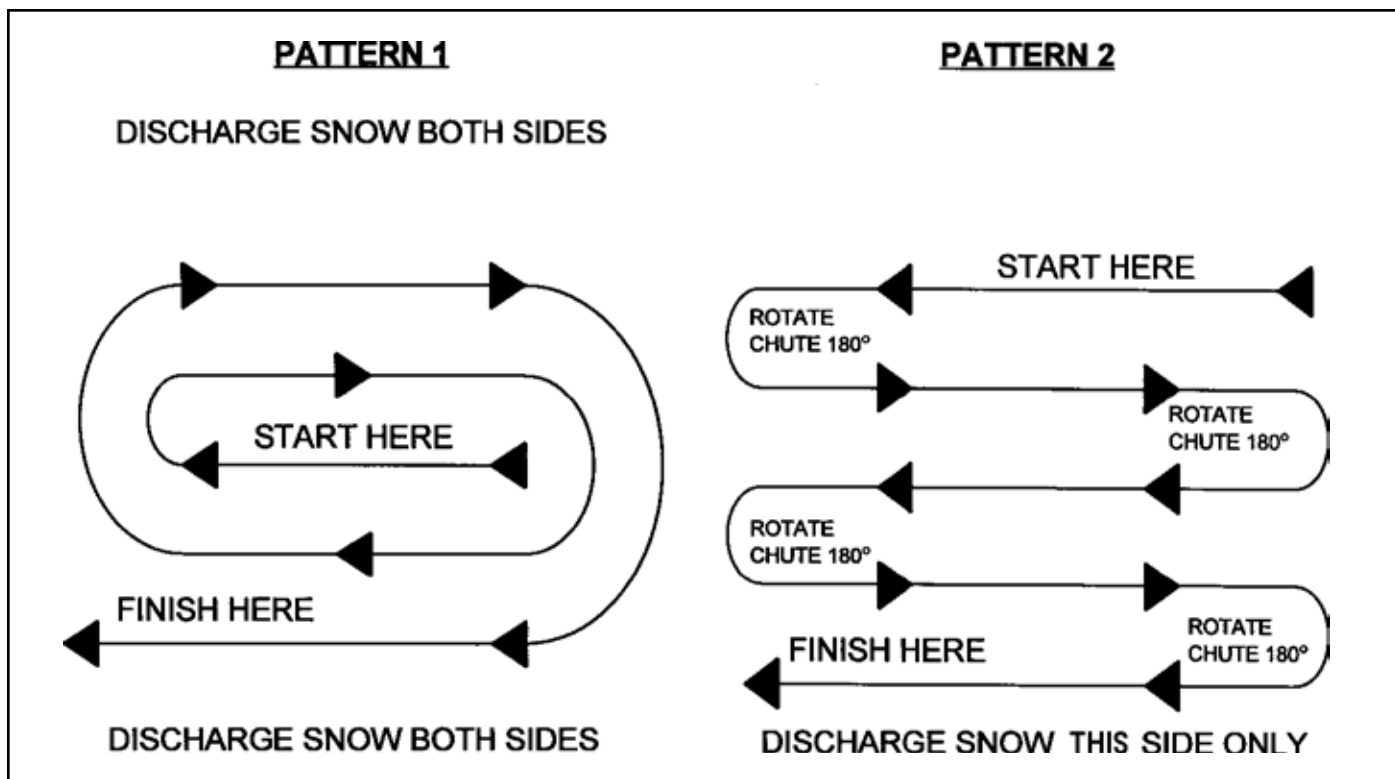 PATTERN 1
DISCHARGE SNOW BOTH SIDES
START HERE
FINISH HERE
DISCHARGE SNOW BOTH SIDES
PATTERN 2
START HERE
ROTATE
CHUTE 180°
ROTATE
CHUTE 180°
ROTATE
CHUTE 180°
ROTATE
CHUTE 180°
FINISH HERE
DISCHARGE SNOW THIS SIDE ONLY